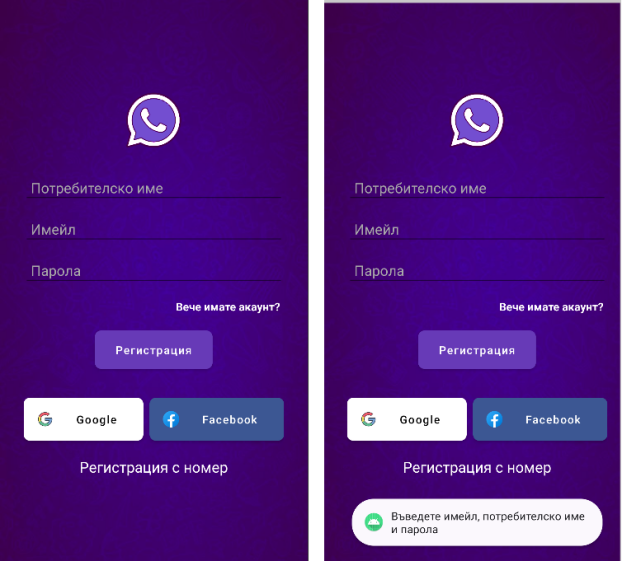 Потребителско име
Имейл
Парола
Вече имате акаунт?
Регистрация
Google
Facebook
Регистрация с номер
Потребителско име
Имейл
Парола
Вече имате акаунт?
Регистрация
Google
Facebook
Регистрация с номер
Въведете имейл, потребителско име
и парола